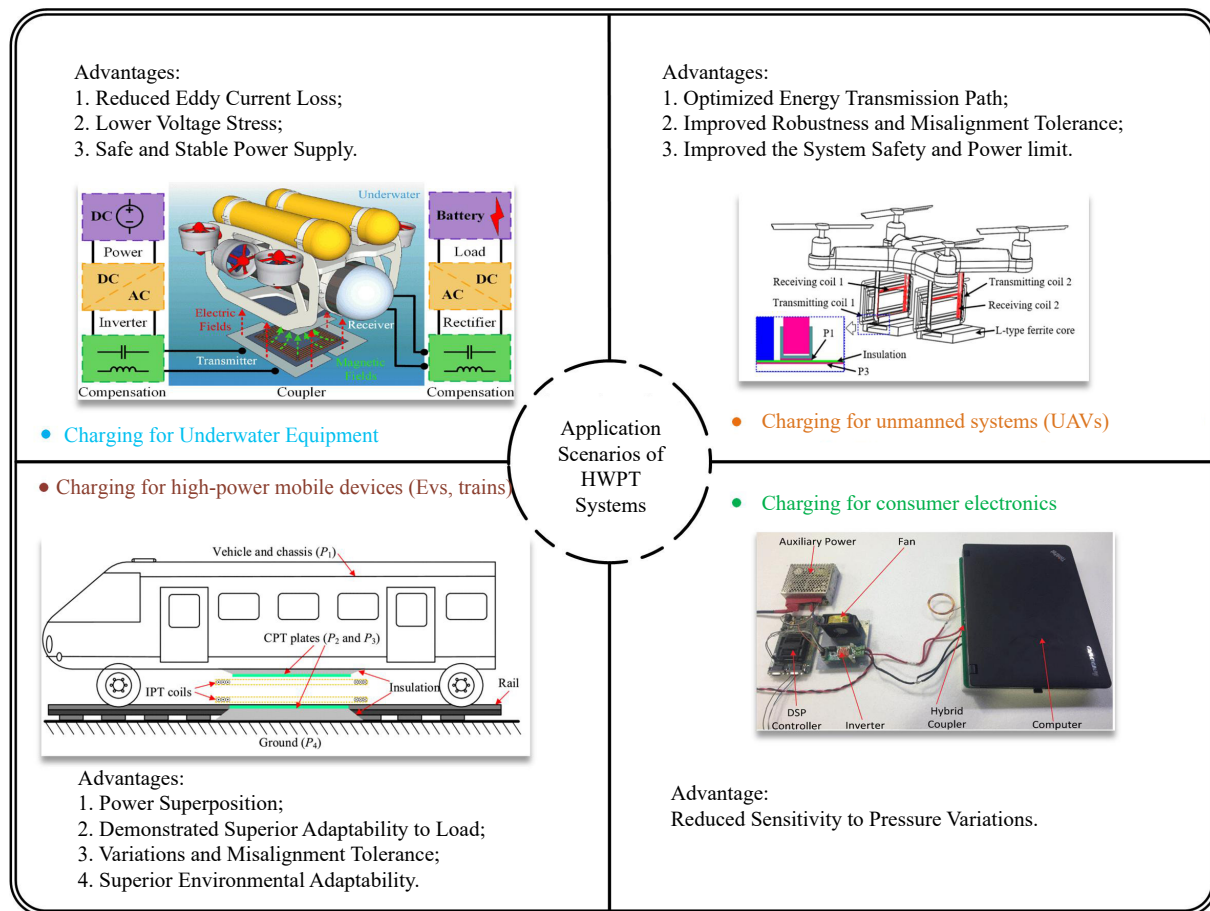 Advantages:
1. Reduced Eddy Current Loss;
2. Lower Voltage Stress;
3. Safe and Stable Power Supply.
DC
Power
DC
AC
Inverter
Compensation
Underwater
Electric
Fields
Receiver
Transmitter
Magnetic
Fields
Coupler
Battery
Load
DC
AC
Rectifier
Compensation
• Charging for Underwater Equipment
Advantages:
1. Optimized Energy Transmission Path;
2. Improved Robustness and Misalignment Tolerance;
3. Improved the System Safety and Power limit.
Receiving coil 1
Transmitting coil 1
Transmitting coil 2
Receiving coil 2
L-type ferrite core
P1
Insulation
P3
• Charging for unmanned systems (UAVs)
Application
Scenarios of
HWPT
Systems
• Charging for high-power mobile devices (Evs, trains)
Vehicle and chassis (P1)
CPT plates (P2 and P3)
IPT coils
Insulation
Rail
Ground (P4)
Advantages:
1. Power Superposition;
2. Demonstrated Superior Adaptability to Load;
3. Variations and Misalignment Tolerance;
4. Superior Environmental Adaptability.
• Charging for consumer electronics
Auxiliary Power
Fan
DSP
Controller
Inverter
Hybrid
Coupler
Computer
Advantage:
Reduced Sensitivity to Pressure Variations.